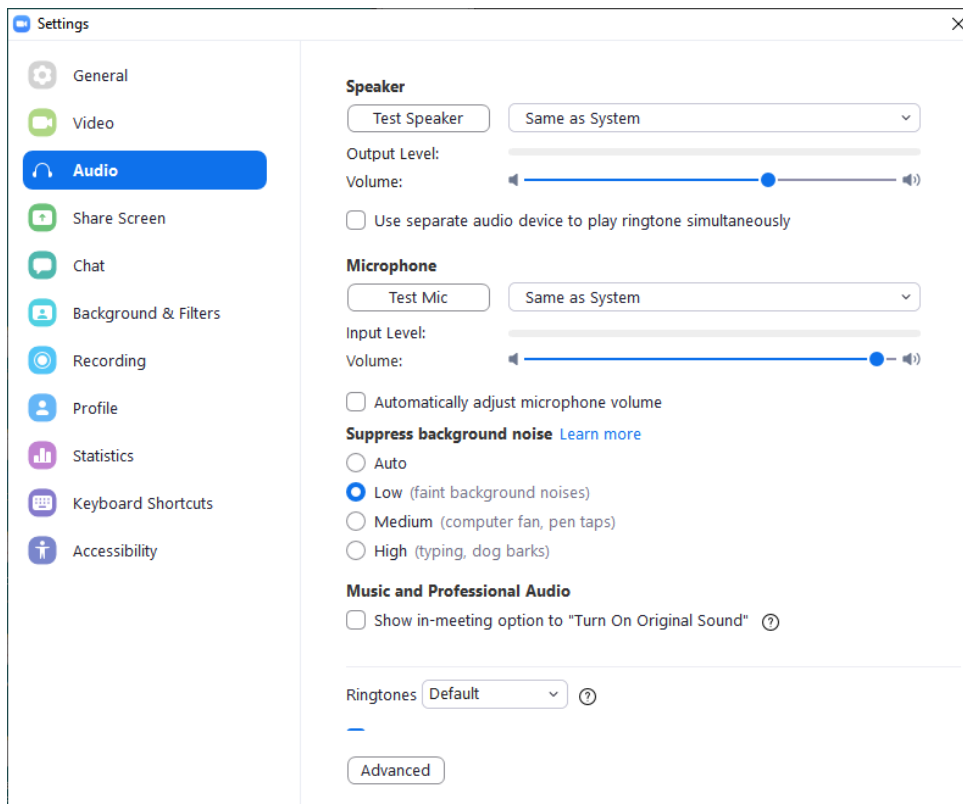 Settings
General
Video
Audio
Share Screen
Chat
Background & Filters
Recording
Profile
Statistics
Keyboard Shortcuts
Accessibility
Speaker
Test Speaker Same as System
Output Level:
Volume:
Use separate audio device to play ringtone simultaneously
Microphone
Test Mic Same as System
Input Level:
Volume:
Automatically adjust microphone volume
Suppress background noise Learn more
Auto
Low (faint background noises)
Medium (computer fan, pen taps)
High (typing, dog barks)
Music and Professional Audio
Show in-meeting option to "Turn On Original Sound" ?
Ringtones Default ?
Advanced